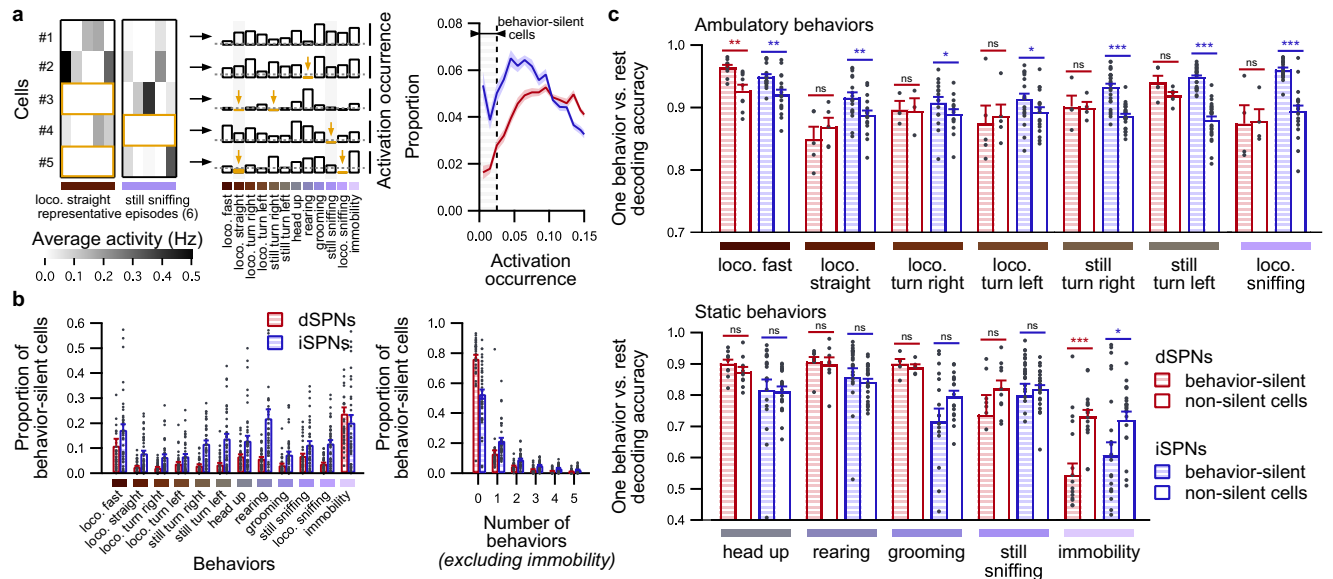 a
#1
#2
#3
#4
#5
Cells
loco. straight
still sniffing
representative episodes (6)
Average activity (Hz)
0.0
0.1
0.2
0.3
0.4
0.5
Activation occurrence
loco. fast
loco. straight
loco. turn right
loco. turn left
still turn right
still turn left
head up
rearing
grooming
still sniffing
loco. sniffing
immobility
behavior-silent
cells
Proportion
0.08
0.06
0.04
0.02
0.00
0.00
0.05
0.10
0.15
Activation
occurrence
b
Proportion of
behavior-silent cells
0.6
0.5
0.4
0.3
0.2
0.1
0.0
dSPNs
iSPNs
loco. fast
loco. straight
loco. turn right
loco. turn left
still turn right
still turn left
head up
rearing
grooming
still sniffing
loco. sniffing
immobility
Behaviors
Proportion of
behavior-silent cells
1.0
0.8
0.6
0.4
0.2
0.0
0
1
2
3
4
5
Number of
behaviors
(excluding immobility)
c
Ambulatory behaviors
One behavior vs. rest
decoding accuracy
1.0
0.9
0.8
0.7
**
**
ns
**
ns
*
ns
*
ns
***
ns
***
ns
***
loco. fast
loco.
straight
loco.
turn right
loco.
turn left
still
turn right
still
turn left
loco.
sniffing
Static behaviors
One behavior vs. rest
decoding accuracy
1.0
0.9
0.8
0.7
0.6
0.5
0.4
ns
ns
ns
ns
ns
ns
ns
ns
***
*
head up
rearing
grooming
still
sniffing
immobility
dSPNs
behavior-silent
non-silent cells
iSPNs
behavior-silent
non-silent cells